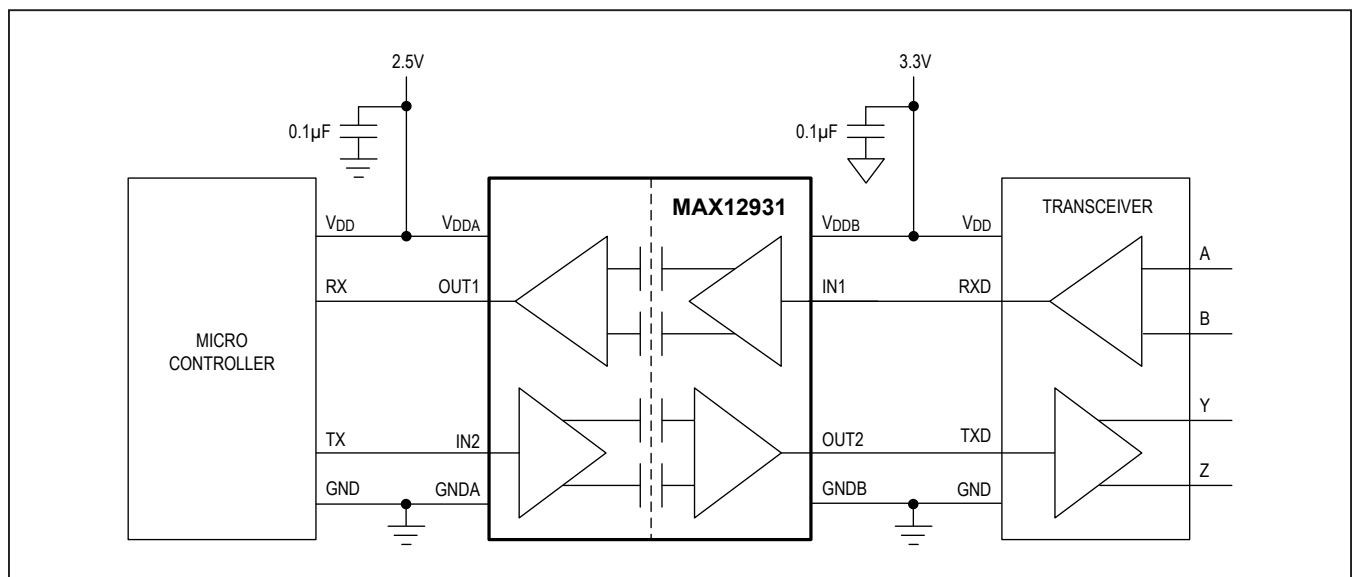 2.5V
3.3V
0.1µF
0.1µF
MAX12931
TRANSCEIVER
VDD
VDDA
VDDB
VDD
A
RX
OUT1
IN1
RXD
B
MICRO
CONTROLLER
Y
TX
IN2
OUT2
TXD
Z
GND
GNDA
GNDB
GND